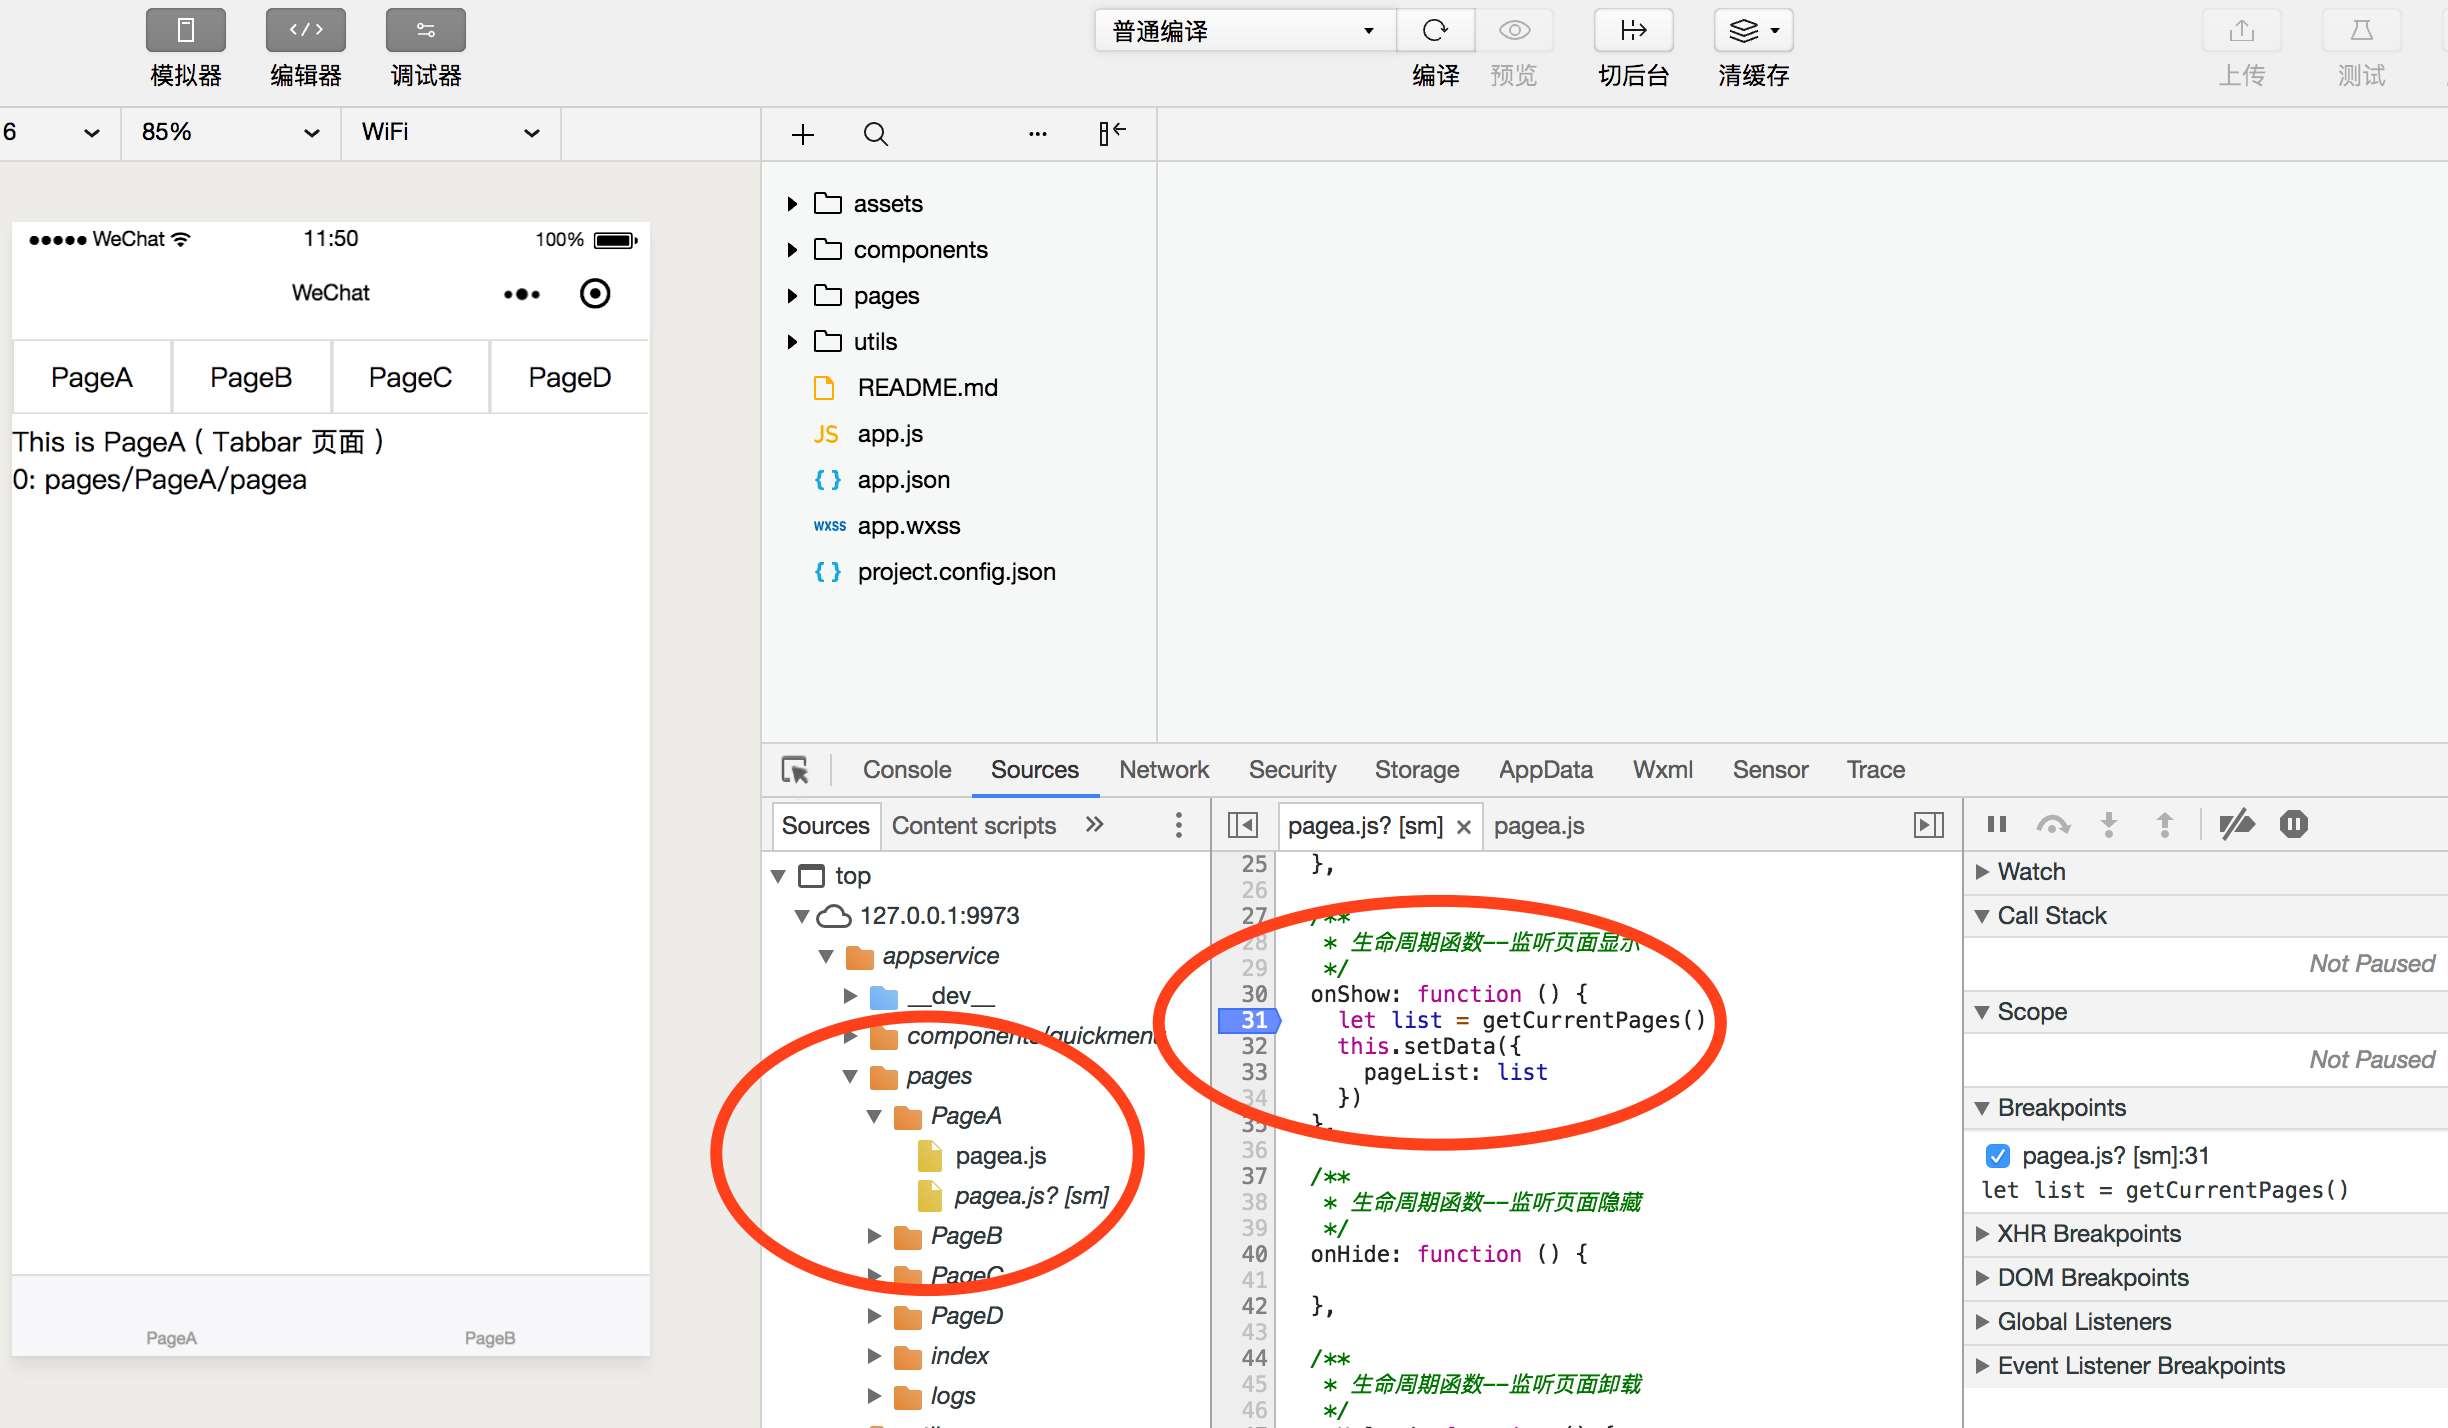 模拟器 编辑器 调试器
普通编译
编译 预览 切后台 清缓存 上传 测试
6 85% WiFi
WeChat 11:50 100%
WeChat
PageA PageB PageC PageD
This is PageA ( Tabbar 页面 )
0: pages/PageA/pagea
PageA PageB
assets
components
pages
utils
README.md
JS app.js
{ } app.json
wxss app.wxss
{ } project.config.json
Console Sources Network Security Storage AppData Wxml Sensor Trace
Sources Content scripts »
top
127.0.0.1:9973
appservice
__dev__
components/quickmenu
pages
PageA
pagea.js
pagea.js? [sm]
PageB
PageC
PageD
index
logs
pagea.js? [sm] × pagea.js
25 },
26
27 /**
28 * 生命周期函数--监听页面显示
29 */
30 onShow: function () {
31 let list = getCurrentPages()
32 this.setData({
33 pageList: list
34 })
35 },
36
37 /**
38 * 生命周期函数--监听页面隐藏
39 */
40 onHide: function () {
41
42 },
43
44 /**
45 * 生命周期函数--监听页面卸载
46 */
Watch
Call Stack
Not Paused
Scope
Not Paused
Breakpoints
pagea.js? [sm]:31
let list = getCurrentPages()
XHR Breakpoints
DOM Breakpoints
Global Listeners
Event Listener Breakpoints